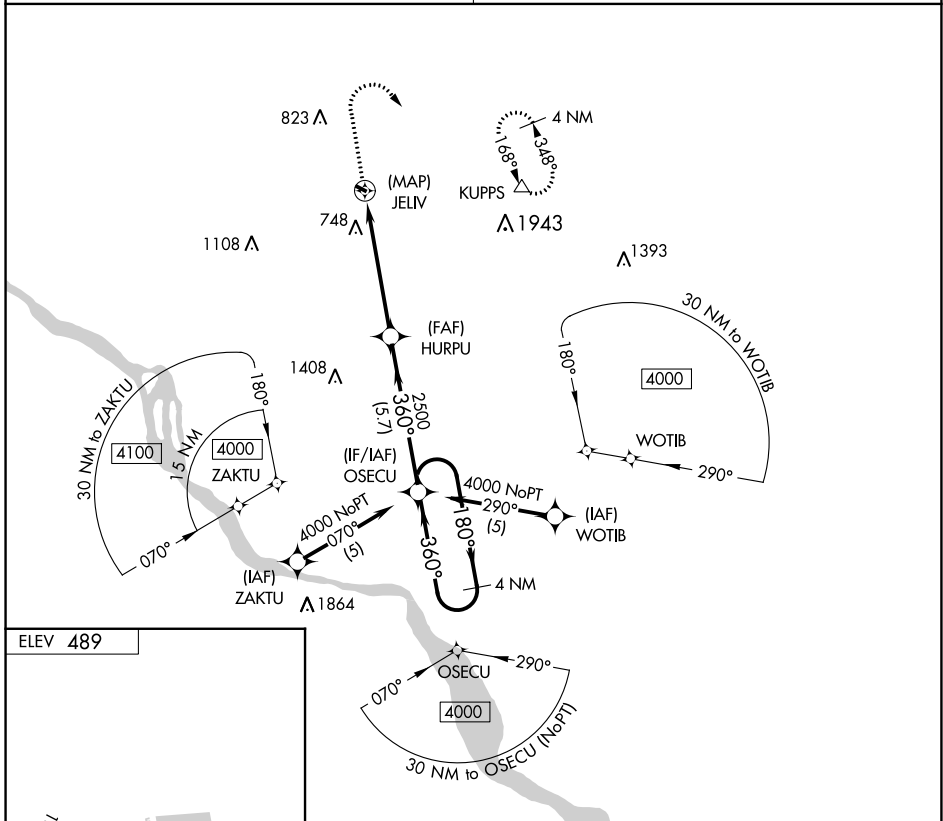 823
4 NM
168°
348°
(MAP)
JELIV
KUPPS
748
1943
1108
1393
30 NM to WOTIB
(FAF)
HURPU
180°
4000
30 NM to ZAKTU
180°
1408
2500
360°
(5.7)
4100
15 NM
4000
ZAKTU
(IF/IAF)
OSECU
WOTIB
290°
4000 NoPT
290°
(5)
4000 NoPT
070°
(5)
180°
(IAF)
WOTIB
070°
360°
(IAF)
ZAKTU
4 NM
1864
ELEV 489
OSECU
290°
070°
4000
30 NM to OSECU (NoPT)